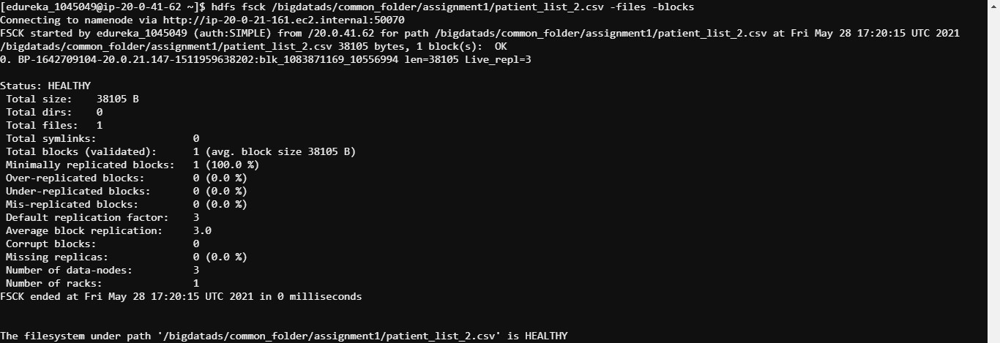 [edureka_1045049@ip-20-0-41-62 ~]$ hdfs fsck /bigdatads/common_folder/assignment1/patient_list_2.csv -files -blocks
Connecting to namenode via http://ip-20-0-21-161.ec2.internal:50070
FSCK started by edureka_1045049 (auth:SIMPLE) from /20.0.41.62 for path /bigdatads/common_folder/assignment1/patient_list_2.csv at Fri May 28 17:20:15 UTC 2021
/bigdatads/common_folder/assignment1/patient_list_2.csv 38105 bytes, 1 block(s):  OK
0. BP-1642709104-20.0.21.147-1511959638202:blk_1083871169_10556994 len=38105 Live_repl=3

Status: HEALTHY
 Total size:    38105 B
 Total dirs:    0
 Total files:   1
 Total symlinks:                0
 Total blocks (validated):      1 (avg. block size 38105 B)
 Minimally replicated blocks:   1 (100.0 %)
 Over-replicated blocks:        0 (0.0 %)
 Under-replicated blocks:       0 (0.0 %)
 Mis-replicated blocks:         0 (0.0 %)
 Default replication factor:    3
 Average block replication:     3.0
 Corrupt blocks:                0
 Missing replicas:              0 (0.0 %)
 Number of data-nodes:          3
 Number of racks:               1
FSCK ended at Fri May 28 17:20:15 UTC 2021 in 0 milliseconds


The filesystem under path '/bigdatads/common_folder/assignment1/patient_list_2.csv' is HEALTHY